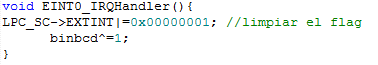 void EINT0_IRQHandler(){
LPC_SC->EXTINT|=0x00000001; //limpiar el flag
binbcd^=1;
}